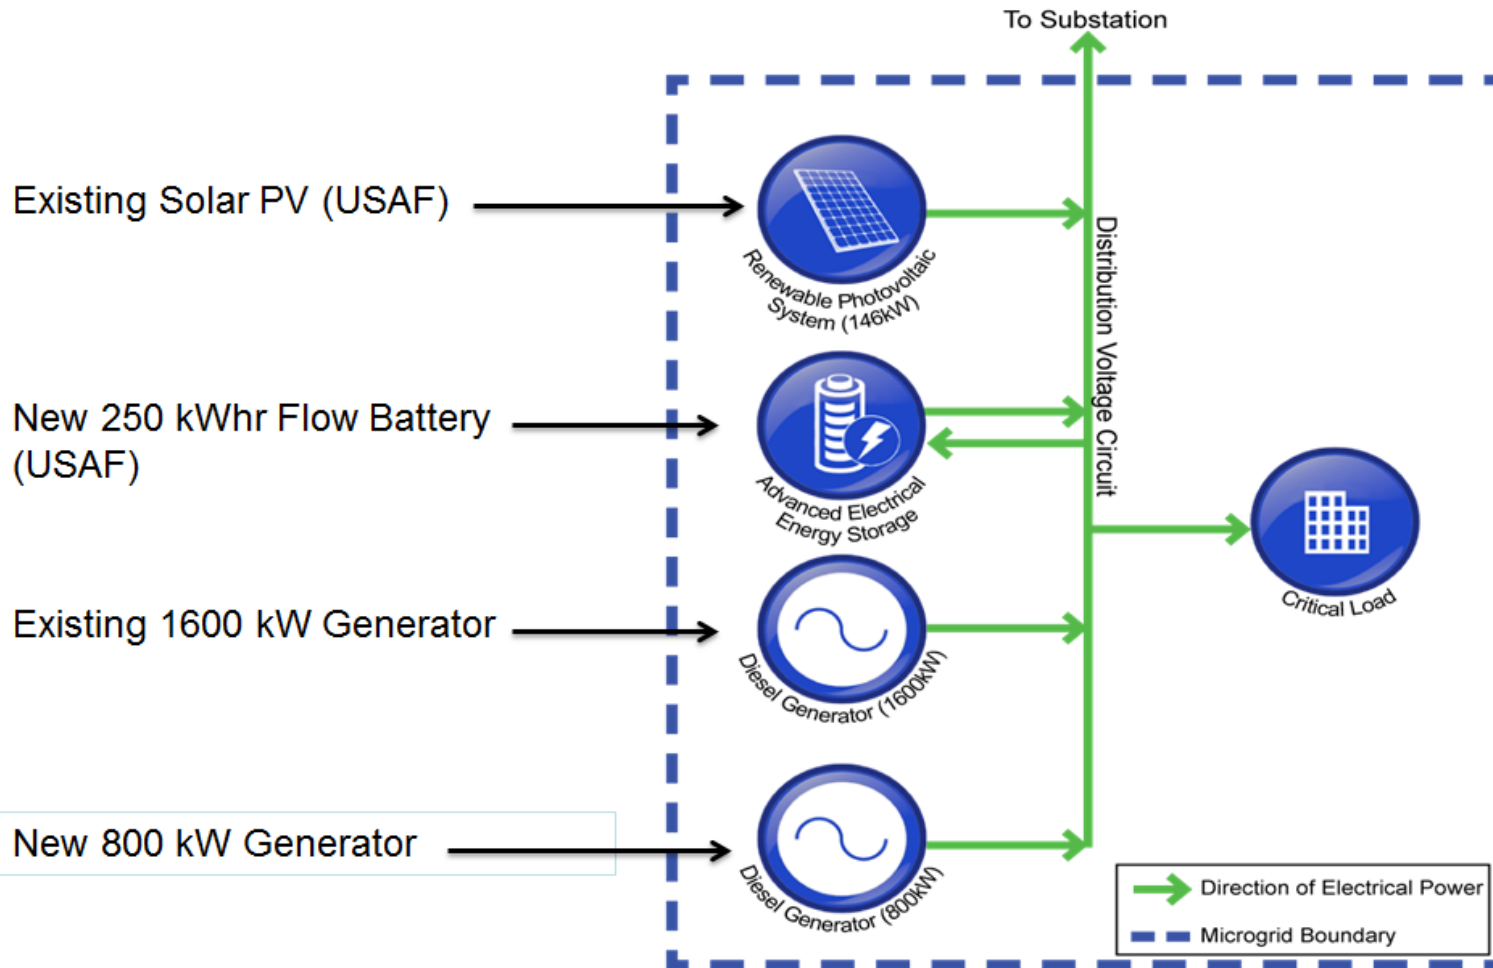 To Substation
Existing Solar PV (USAF)
Renewable Photovoltaic
System (146kW)
Distribution Voltage Circuit
New 250 kWhr Flow Battery
(USAF)
Advanced Electrical
Energy Storage
Critical Load
Existing 1600 kW Generator
Diesel Generator (1600kW)
New 800 kW Generator
Diesel Generator (800kW)
Direction of Electrical Power
Microgrid Boundary